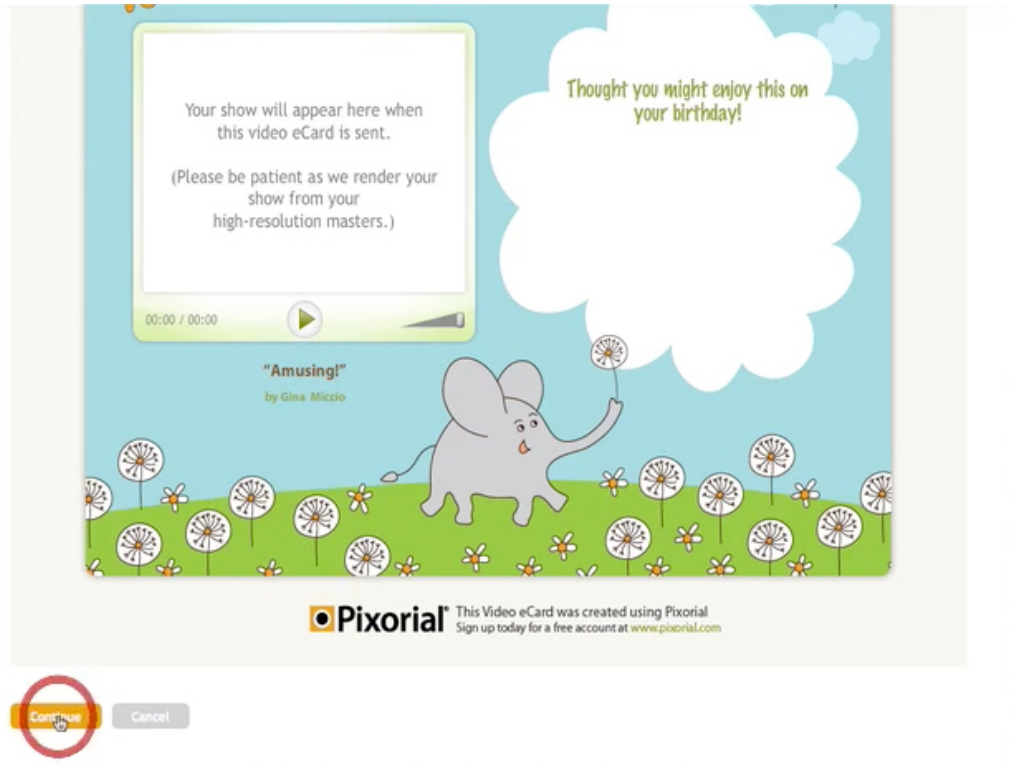 Your show will appear here when
this video eCard is sent.
(Please be patient as we render your
show from your
high-resolution masters.)
00:00 / 00:00
"Amusing!"
by Gina Miccio
Thought you might enjoy this on
your birthday!
Pixorial®
This Video eCard was created using Pixorial
Sign up today for a free account at www.pixorial.com
Continue
Cancel